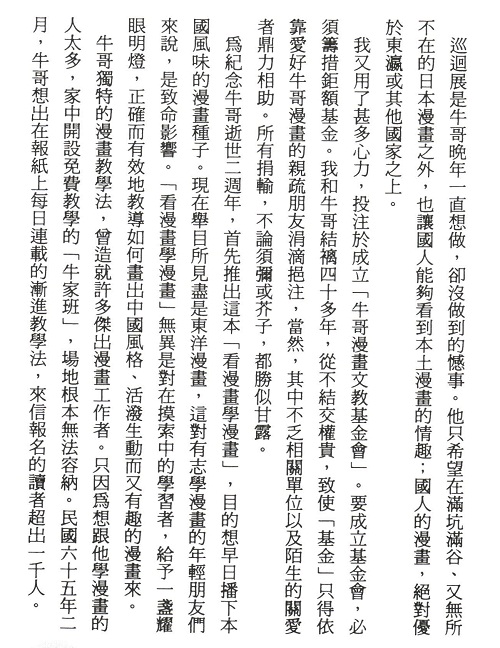 巡迴展是牛哥晚年一直想做，卻沒做到的憾事。他只希望在滿坑滿谷、又無所
不在的日本漫畫之外，也讓國人能夠看到本土漫畫的情趣；國人的漫畫，絕對優
於東瀛或其他國家之上。
我又用了甚多心力，投注於成立「牛哥漫畫文教基金會」。要成立基金會，必
須籌措鉅額基金。我和牛哥結褵四十多年，從不結交權貴，致使「基金」只得依
靠愛好牛哥漫畫的親疏朋友涓滴挹注，當然，其中不乏相關單位以及陌生的關愛
者鼎力相助。所有捐輸，不論須彌或芥子，都勝似甘露。
為紀念牛哥逝世二週年，首先推出這本「看漫畫學漫畫」，目的想早日播下本
國風味的漫畫種子。現在舉目所見盡是東洋漫畫，這對有志學漫畫的年輕朋友們
來說，是致命影響。「看漫畫學漫畫」無異是對在摸索中的學習者，給予一盞耀
眼明燈，正確而有效地教導如何畫出中國風格、活潑生動而又有趣的漫畫來。
牛哥獨特的漫畫教學法，曾造就許多傑出漫畫工作者。只因為想跟他學漫畫的
人太多，家中開設免費教學的「牛家班」，場地根本無法容納。民國六十五年二
月，牛哥想出在報紙上每日連載的漸進教學法，來信報名的讀者超出一千人。